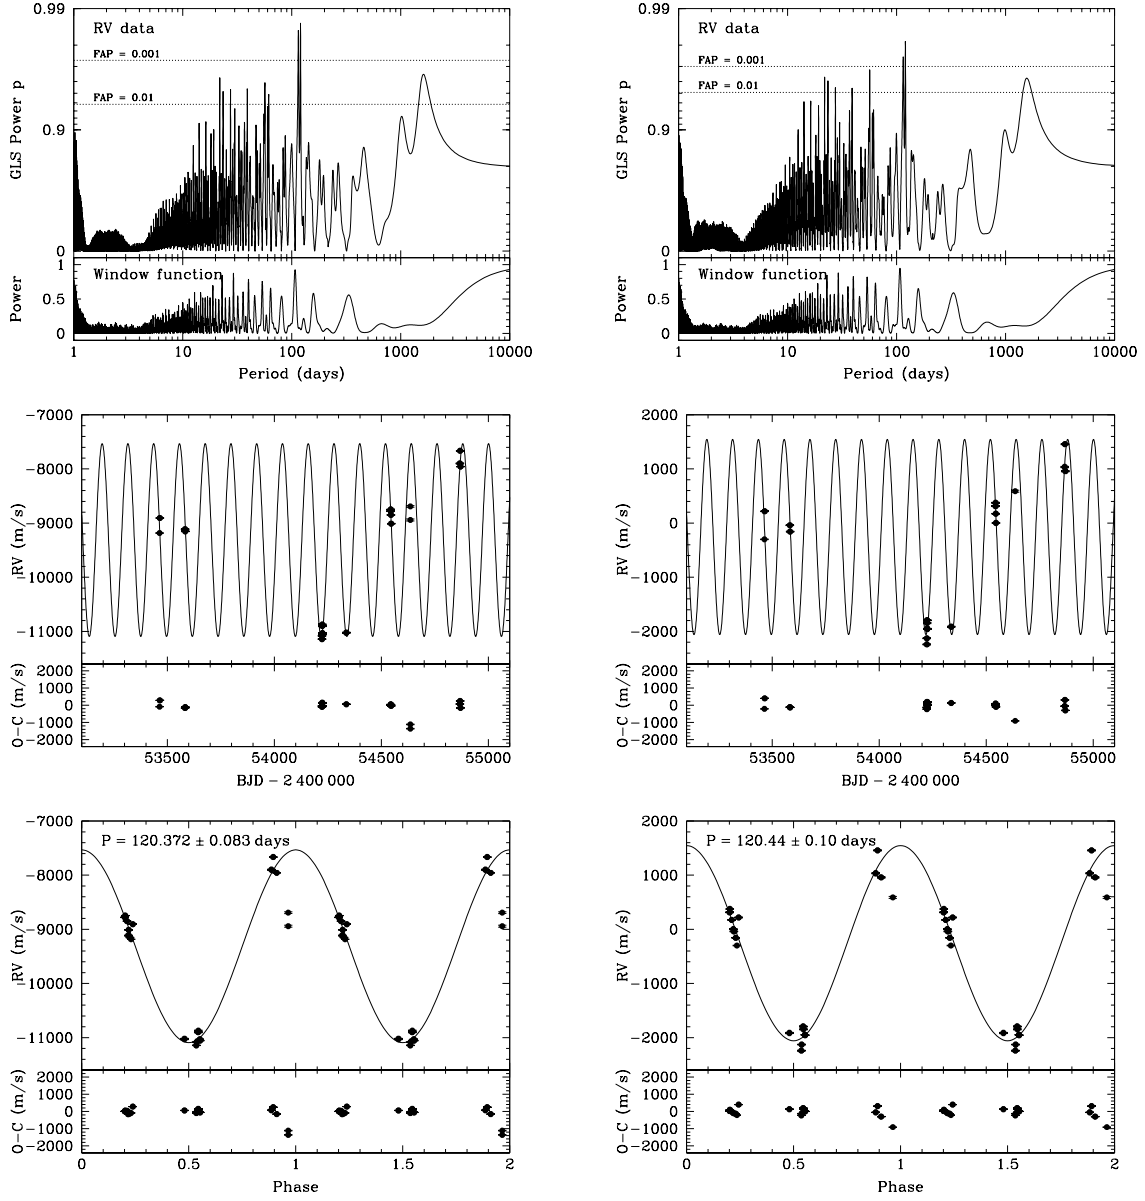 0.99
0.9
0
GLS Power p
RV data
FAP = 0.001
FAP = 0.01
1
0.5
0
Power
Window function
1 10 100 1000 10000
Period (days)
0.99
0.9
0
GLS Power p
RV data
FAP = 0.001
FAP = 0.01
1
0.5
0
Power
Window function
1 10 100 1000 10000
Period (days)
−7000
−8000
−9000
−10000
−11000
RV (m/s)
2000
1000
0
−1000
−2000
O−C (m/s)
53500 54000 54500 55000
BJD − 2 400 000
2000
1000
0
−1000
−2000
RV (m/s)
2000
1000
0
−1000
−2000
O−C (m/s)
53500 54000 54500 55000
BJD − 2 400 000
−7000
−8000
−9000
−10000
−11000
RV (m/s)
P = 120.372 ± 0.083 days
2000
1000
0
−1000
−2000
O−C (m/s)
0 0.5 1 1.5 2
Phase
2000
1000
0
−1000
−2000
RV (m/s)
P = 120.44 ± 0.10 days
2000
1000
0
−1000
−2000
O−C (m/s)
0 0.5 1 1.5 2
Phase